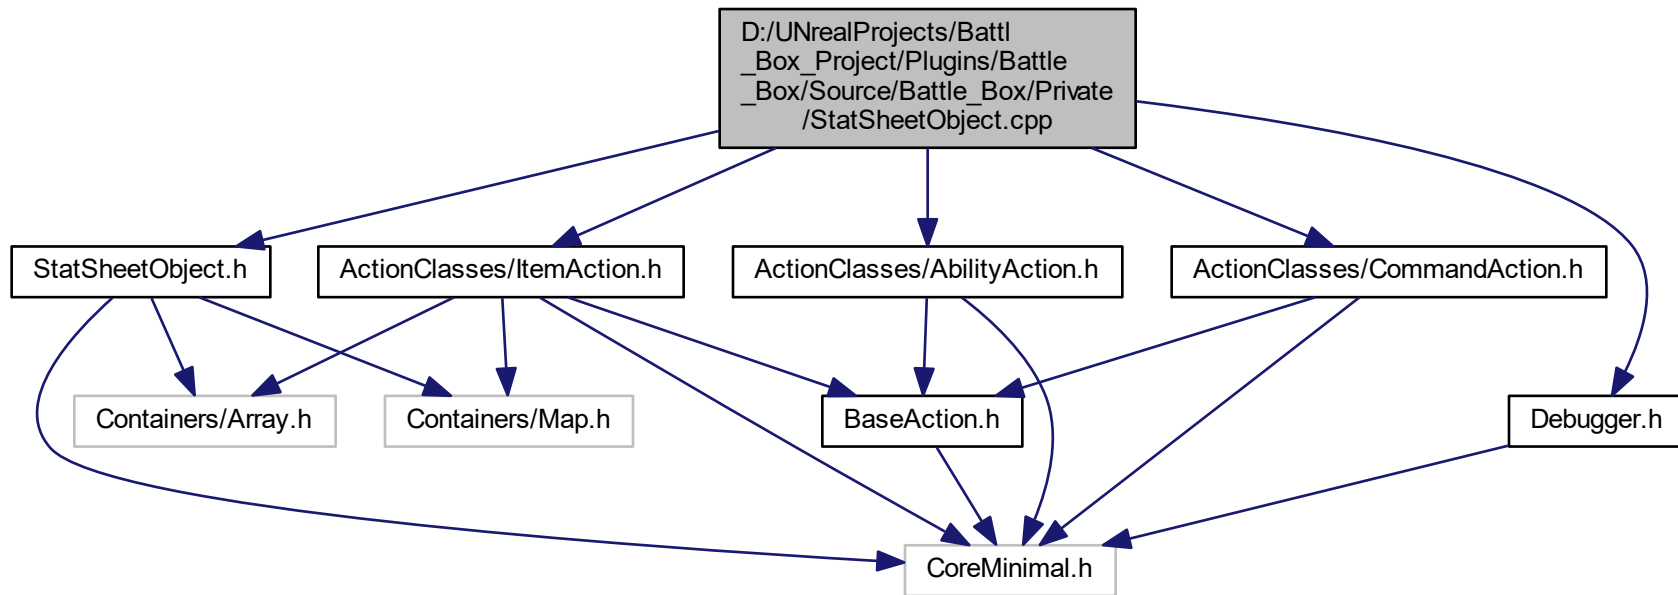 D:/UNrealProjects/Battl
_Box_Project/Plugins/Battle
_Box/Source/Battle_Box/Private
/StatSheetObject.cpp
StatSheetObject.h
ActionClasses/ItemAction.h
ActionClasses/AbilityAction.h
ActionClasses/CommandAction.h
Containers/Array.h
Containers/Map.h
BaseAction.h
Debugger.h
CoreMinimal.h